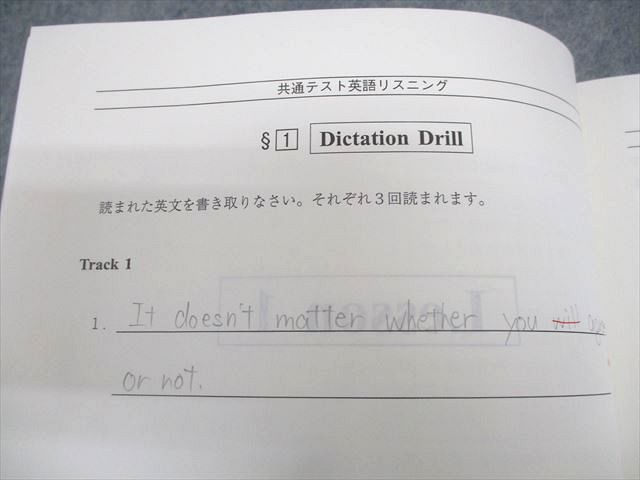 共通テスト英語リスニング
§ 1 Dictation Drill
読まれた英文を書き取りなさい。それぞれ3回読まれます。
Track 1
1. It doesn't matter whether you will
or not.